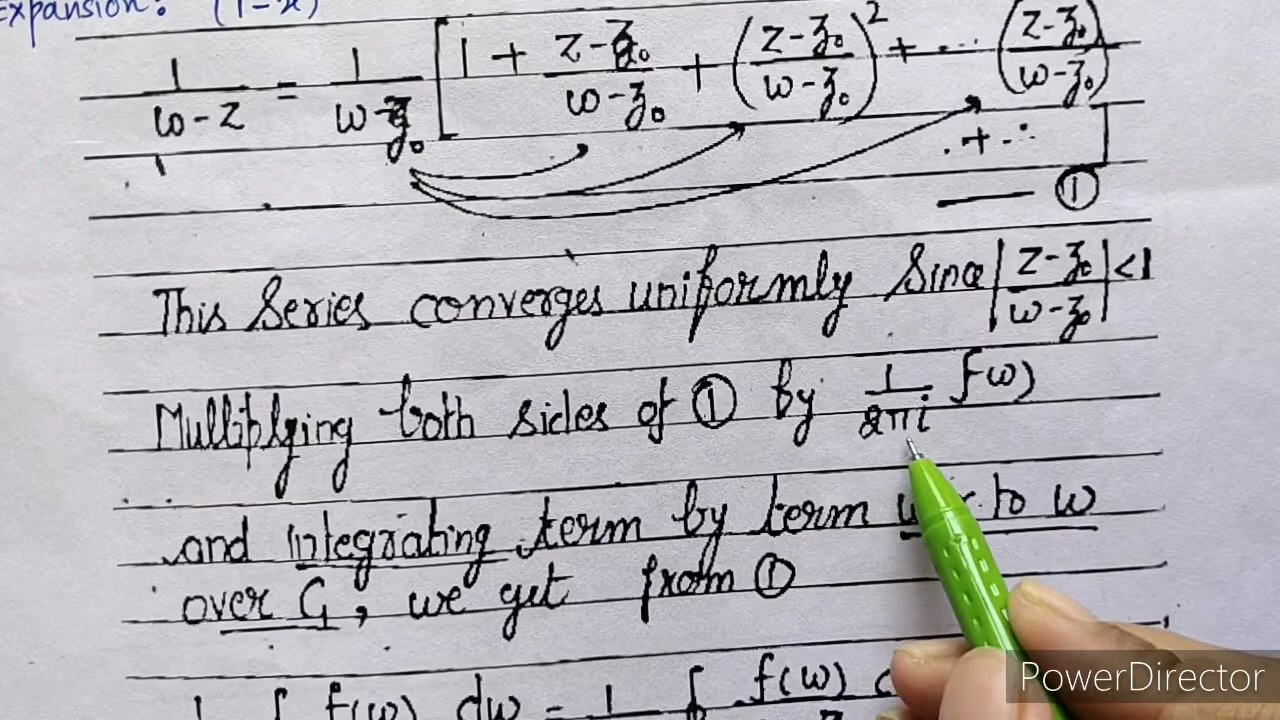 Expansion: (1-x)
1/(w-z) = 1/(w-z₀) [1 + (z-z₀)/(w-z₀) + ((z-z₀)/(w-z₀))² + ... ((z-z₀)/(w-z₀))
+ ...] — ①
This Series converges uniformly Since |(z-z₀)/(w-z₀)| < 1
Multiplying both sides of ① by 1/2πi f(w)
and integrating term by term to w
over C₁, we get from ①
∫ f(w) dw = 1 ∫ f(w)
PowerDirector